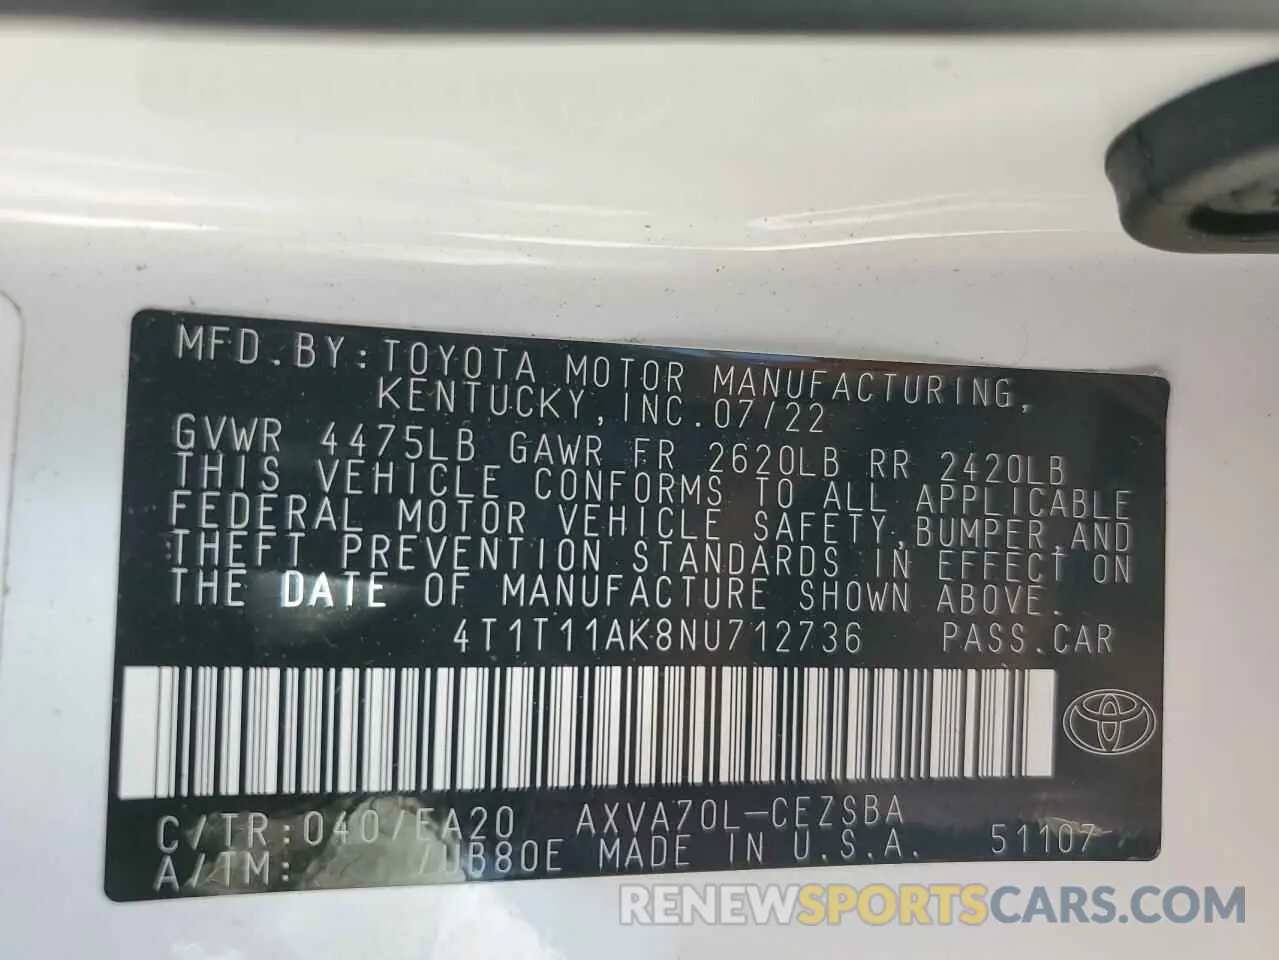 MFD.BY:TOYOTA MOTOR MANUFACTURING,
KENTUCKY,INC.07/22
GVWR 4475LB GAWR FR 2620LB RR 2420LB
THIS VEHICLE CONFORMS TO ALL APPLICABLE
FEDERAL MOTOR VEHICLE SAFETY,BUMPER,AND
THEFT PREVENTION STANDARDS IN EFFECT ON
THE DATE OF MANUFACTURE SHOWN ABOVE.
4T1T11AK8NU712736 PASS.CAR
C/TR:040/EA20 AXVA70L-CEZSBA
A/TM: /UB80E MADE IN U.S.A. 51107
RENEWSPORTSCARS.COM